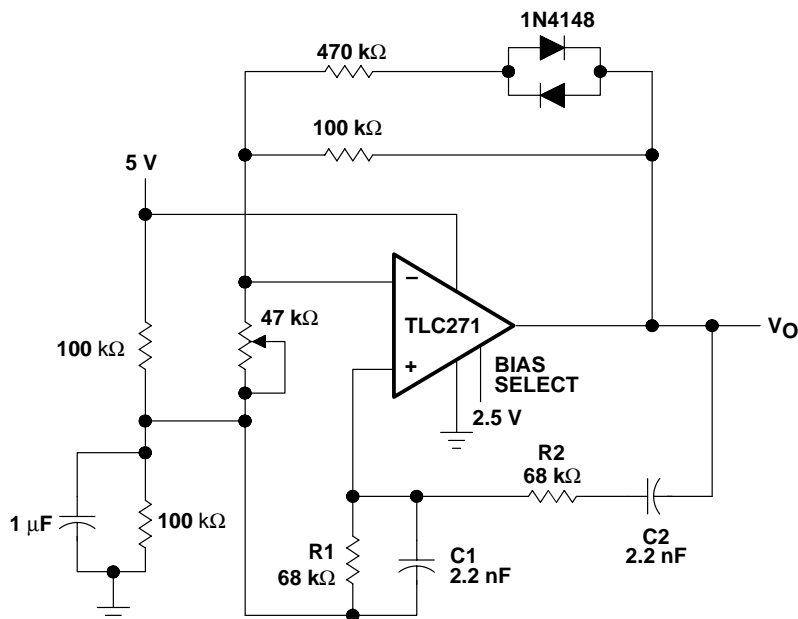 1N4148
470 kΩ
100 kΩ
5 V
−
47 kΩ
TLC271
VO
100 kΩ
+
BIAS
SELECT
2.5 V
R2
68 kΩ
1 μF
100 kΩ
R1
68 kΩ
C1
2.2 nF
C2
2.2 nF